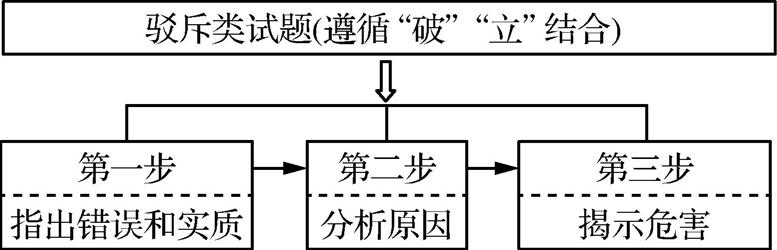 驳斥类试题(遵循“破”“立”结合)
第一步
指出错误和实质
第二步
分析原因
第三步
揭示危害